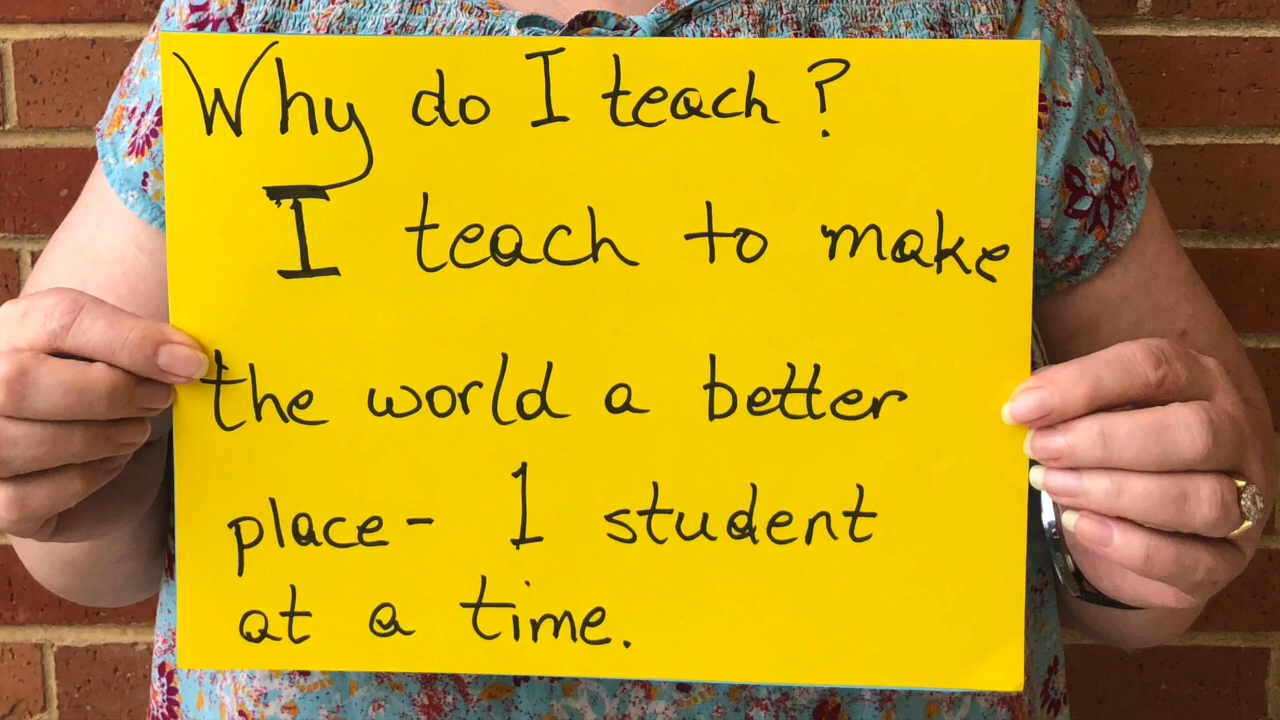 Why do I teach?
I teach to make
the world a better
place- 1 student
at a time.